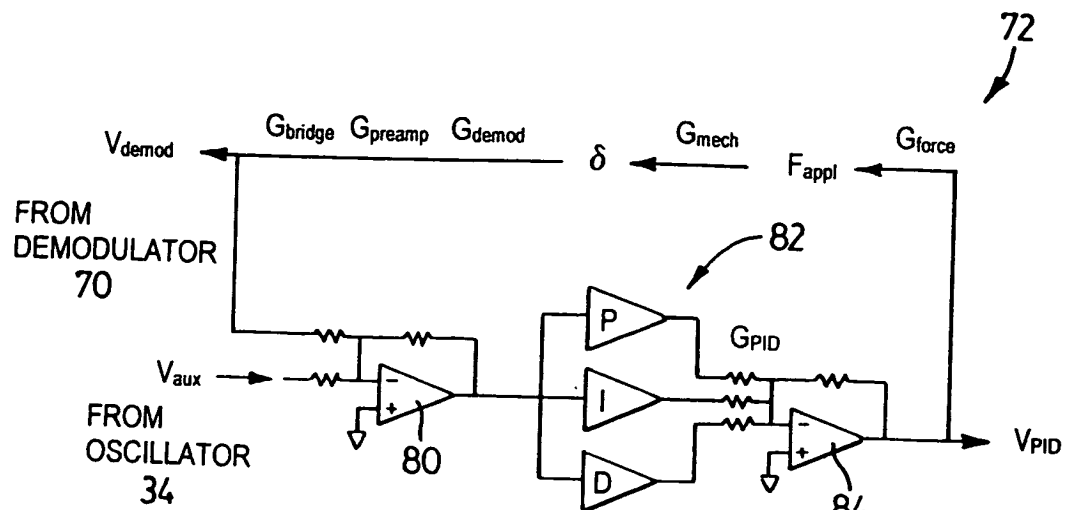 72
Gbridge Gpreamp Gdemod
Gmech
Gforce
Vdemod
δ
Fappl
FROM
DEMODULATOR
70
82
P
GPID
Vaux
-
+
I
-
+
VPID
FROM
OSCILLATOR
34
80
D
84